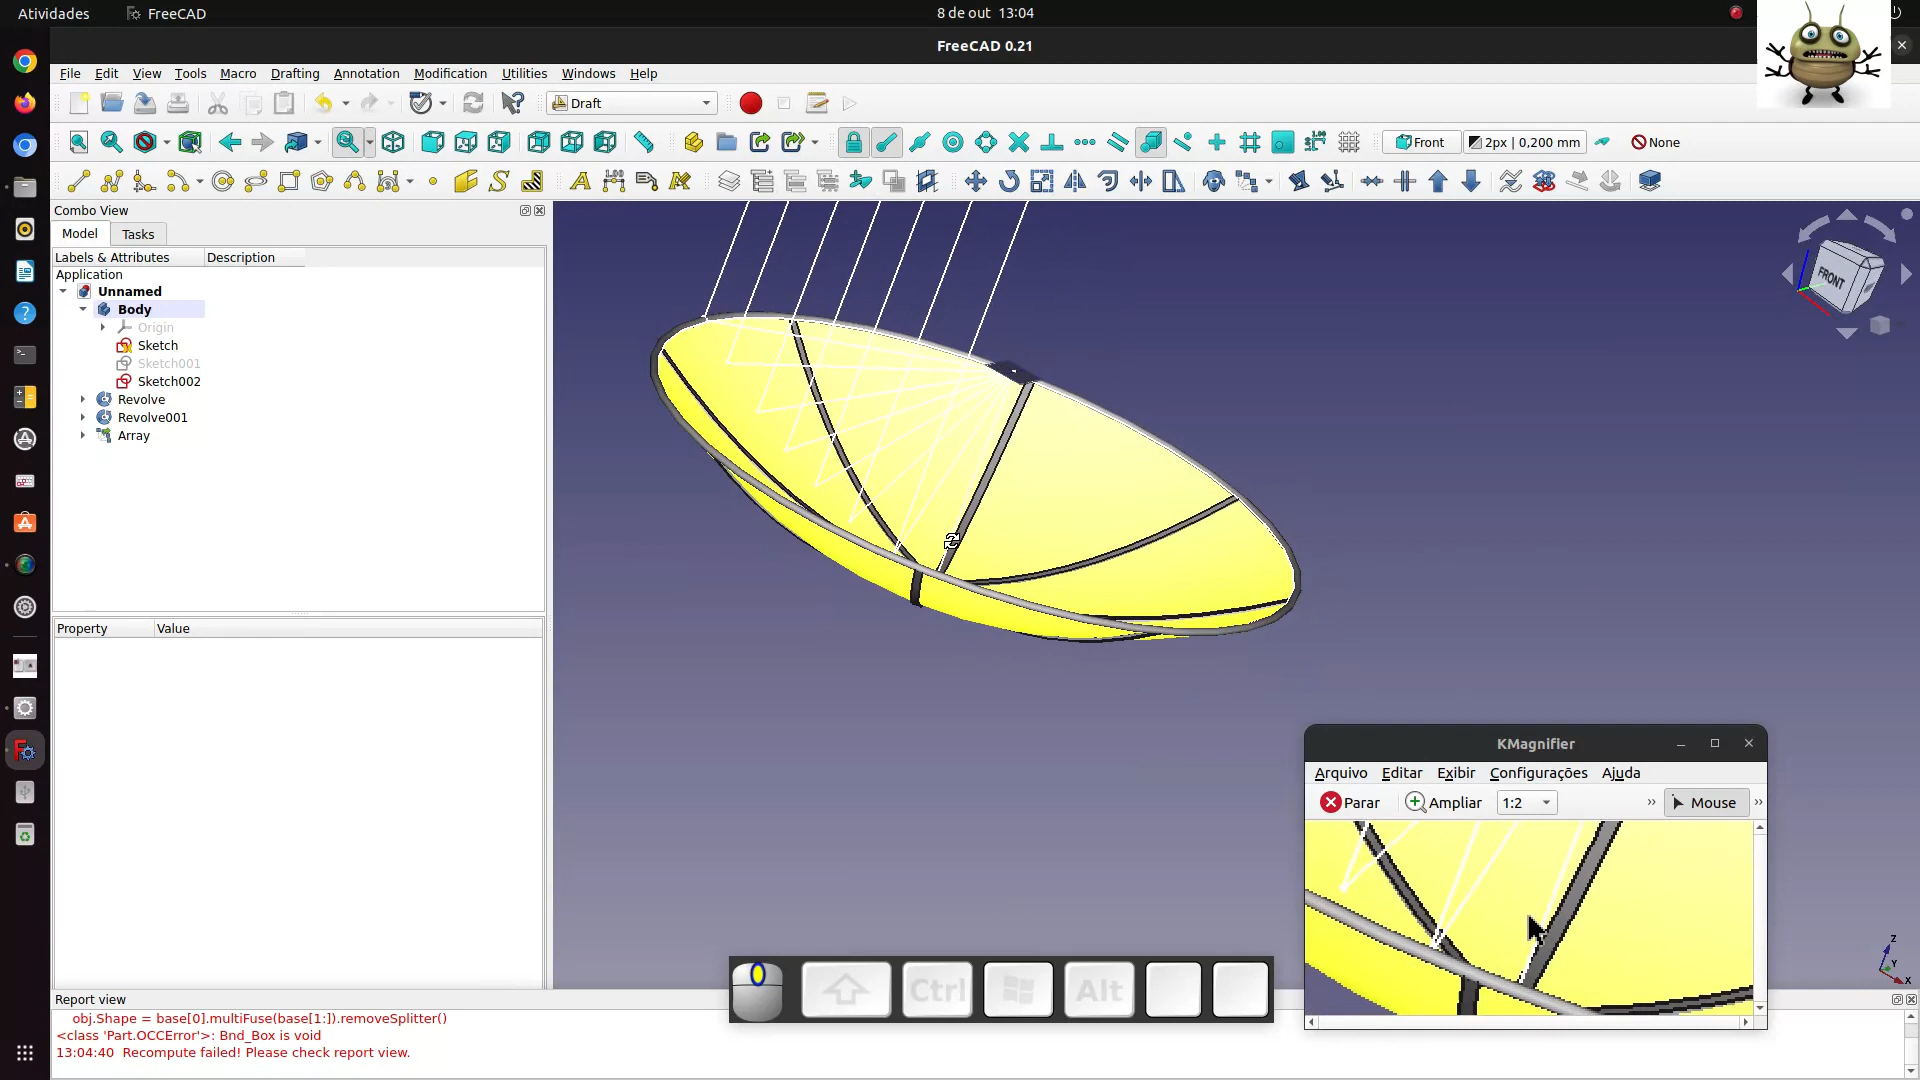 Atividades
FreeCAD
8 de out 13:04
FreeCAD 0.21
File Edit View Tools Macro Drafting Annotation Modification Utilities Windows Help
Draft
Front
2px | 0,200 mm
None
Combo View
Model
Tasks
Labels & Attributes
Description
Application
Unnamed
Body
Origin
Sketch
Sketch001
Sketch002
Revolve
Revolve001
Array
Property
Value
FRONT
Z
Y
X
KMagnifier
Arquivo Editar Exibir Configurações Ajuda
Parar
Ampliar
1:2
Mouse
Ctrl
Alt
Report view
obj.Shape = base[0].multiFuse(base[1:]).removeSplitter()
<class 'Part.OCCError'>: Bnd_Box is void
13:04:40 Recompute failed! Please check report view.